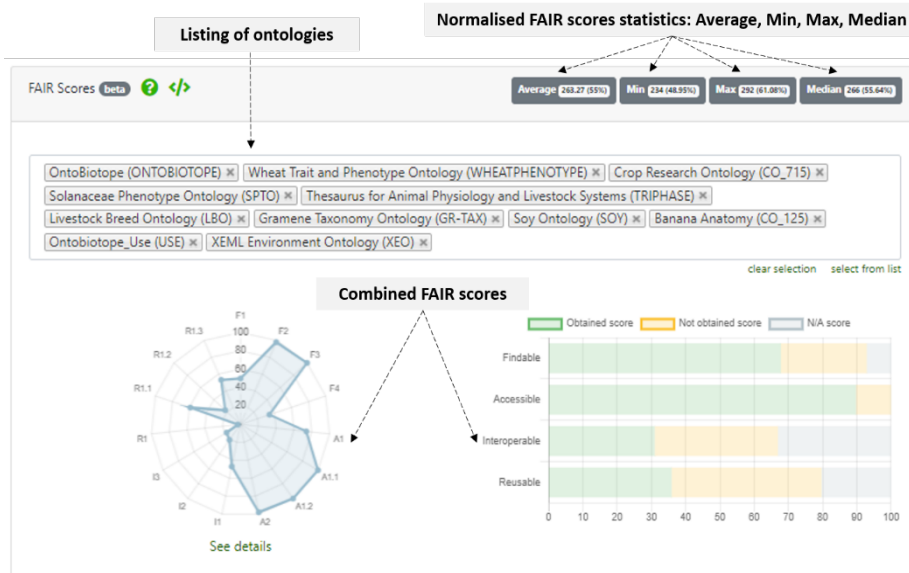 Normalised FAIR scores statistics: Average, Min, Max, Median
Listing of ontologies
FAIR Scores beta ? </>
Average 263.27 (55%) Min 234 (48.95%) Max 292 (61.08%) Median 266 (55.64%)
OntoBiotope (ONTOBIOTOPE) × Wheat Trait and Phenotype Ontology (WHEATPHENOTYPE) × Crop Research Ontology (CO_715) ×
Solanaceae Phenotype Ontology (SPTO) × Thesaurus for Animal Physiology and Livestock Systems (TRIPHASE) ×
Livestock Breed Ontology (LBO) × Gramene Taxonomy Ontology (GR-TAX) × Soy Ontology (SOY) × Banana Anatomy (CO_125) ×
Ontobiotope_Use (USE) × XEML Environment Ontology (XEO) ×
clear selection select from list
Combined FAIR scores
F1
F2
F3
F4
A1
A1.1
A1.2
A2
I1
I2
I3
R1
R1.1
R1.2
R1.3
100
80
60
40
20
See details
Obtained score Not obtained score N/A score
Findable
Accessible
Interoperable
Reusable
0 10 20 30 40 50 60 70 80 90 100